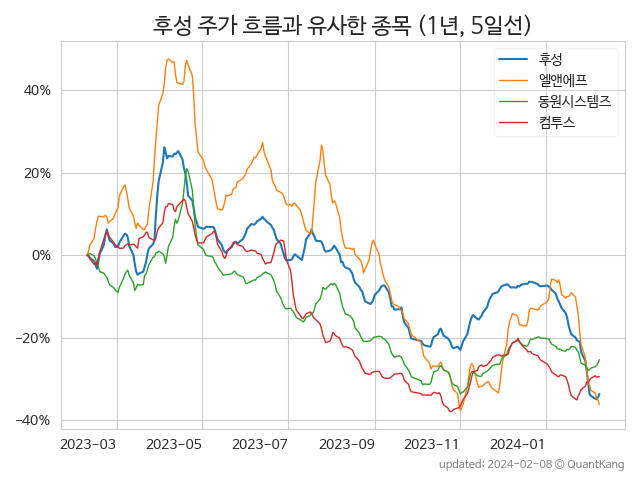 후성 주가 흐름과 유사한 종목 (1년, 5일선)
후성
엘앤에프
동원시스템즈
컴투스
40%
20%
0%
−20%
−40%
2023-03 2023-05 2023-07 2023-09 2023-11 2024-01
updated: 2024-02-08 © QuantKang